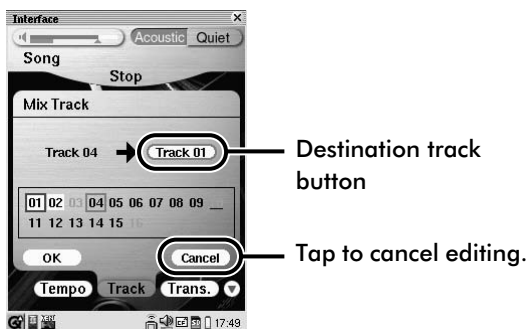 Interface ×
Acoustic Quiet
Song
Stop
Mix Track
Track 04 → Track 01
Destination track
button
01 02 03 04 05 06 07 08 09 __
11 12 13 14 15 16
OK Cancel
Tap to cancel editing.
Tempo Track Trans.
17:49